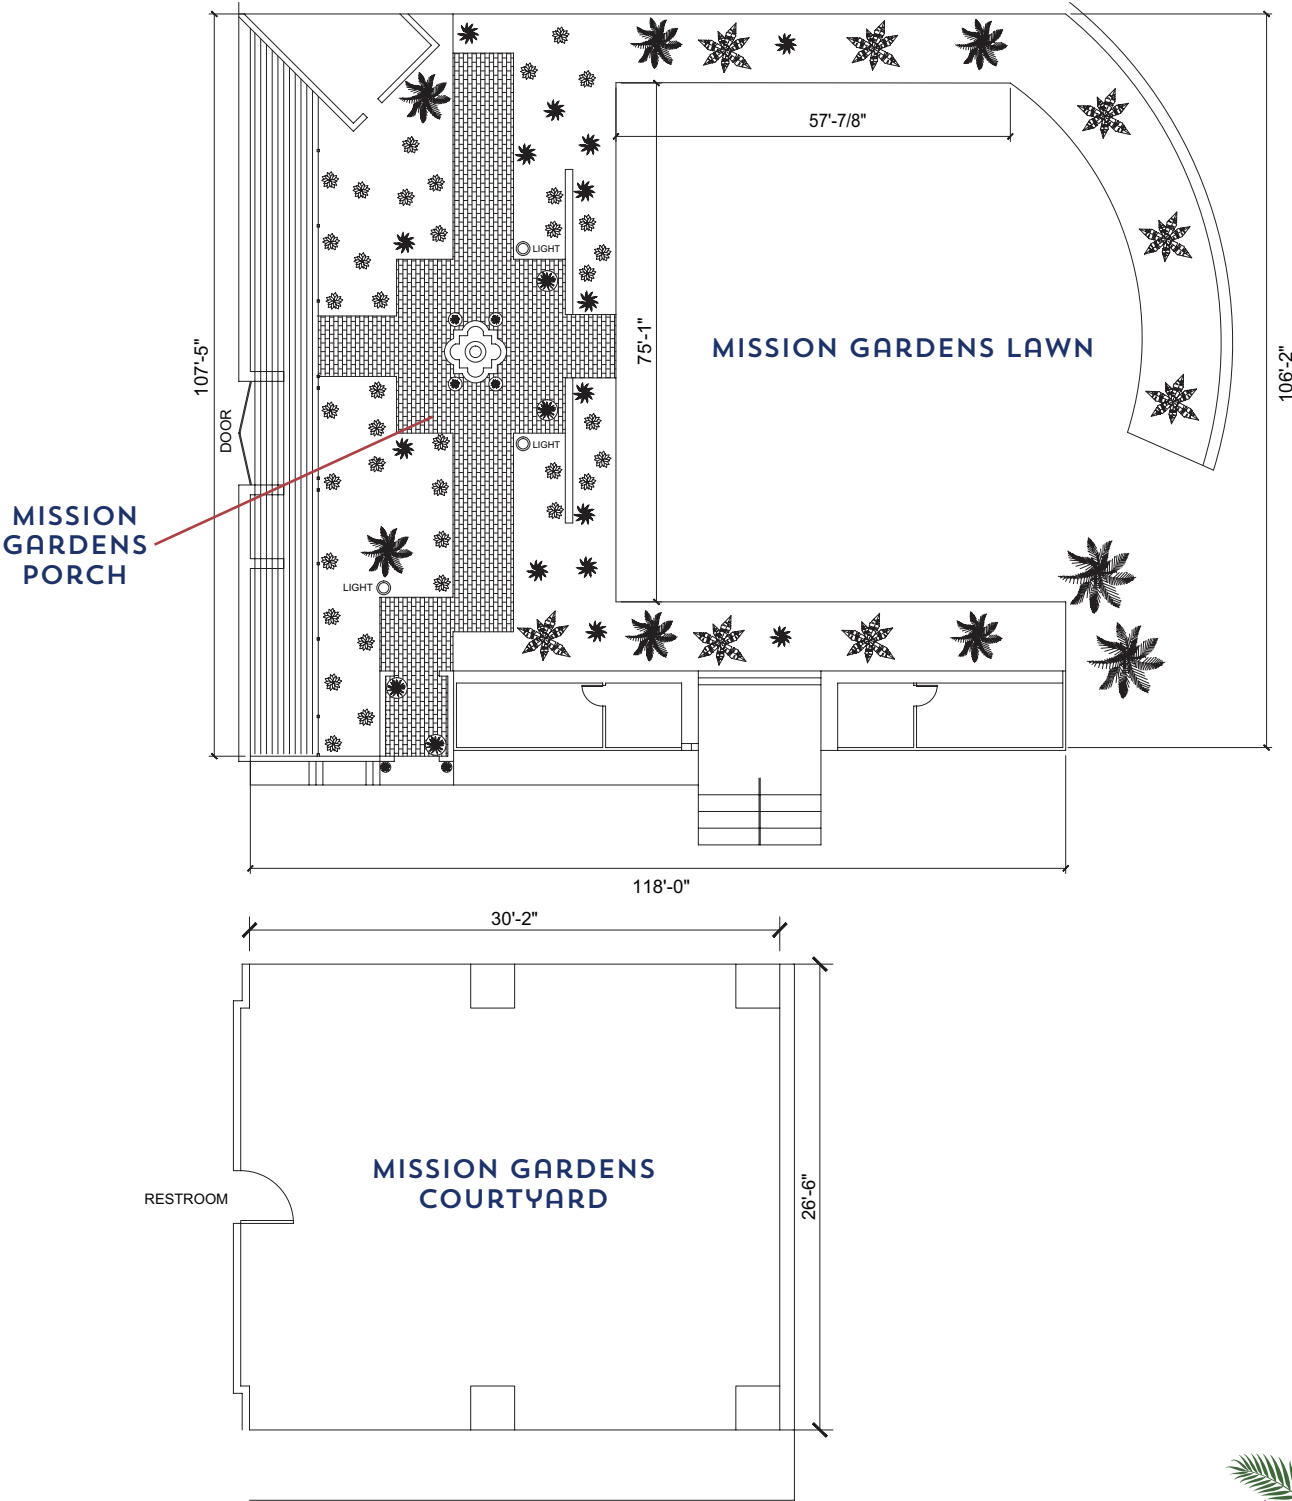 57'-7/8"
LIGHT
75'-1"
MISSION GARDENS LAWN
107'-5"
106'-2"
DOOR
LIGHT
MISSION
GARDENS
PORCH
LIGHT
118'-0"
30'-2"
MISSION GARDENS
COURTYARD
RESTROOM
26'-6"